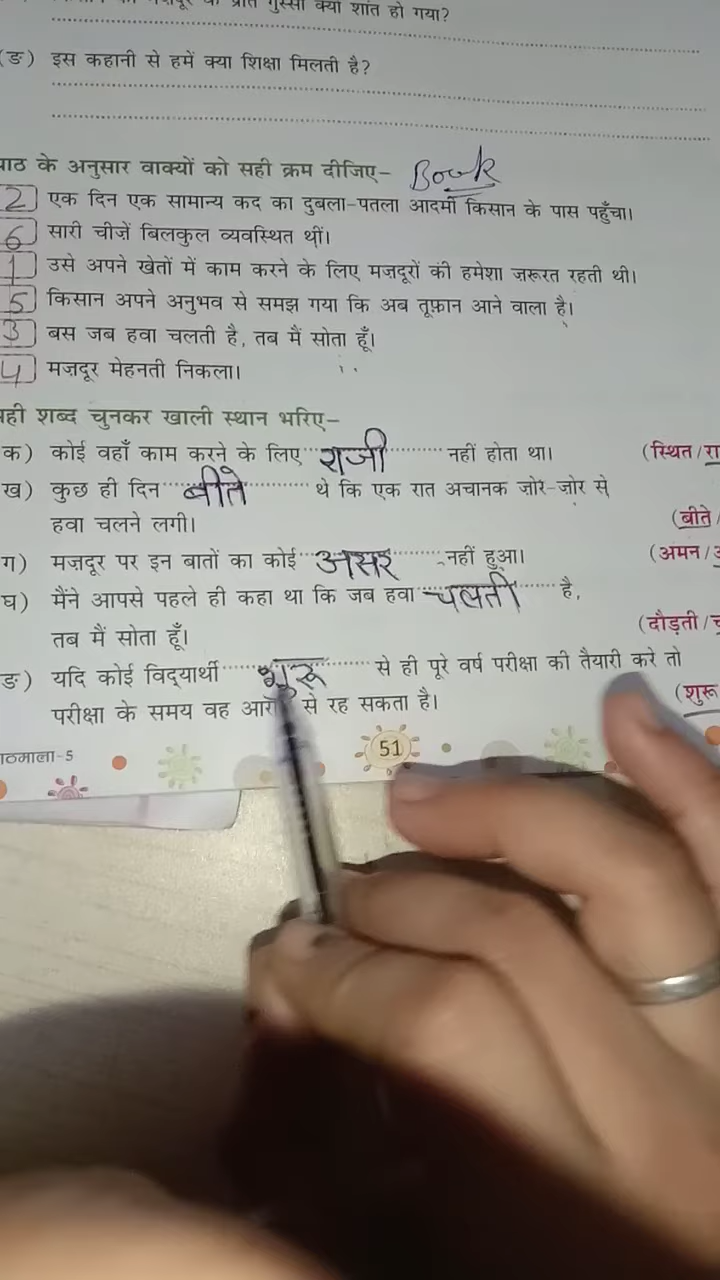 के प्रति गुस्सा क्यों शांत हो गया?
(ङ) इस कहानी से हमें क्या शिक्षा मिलती है?
पाठ के अनुसार वाक्यों को सही क्रम दीजिए– Book
2 एक दिन एक सामान्य कद का दुबला-पतला आदमी किसान के पास पहुँचा।
6 सारी चीज़ें बिलकुल व्यवस्थित थीं।
1 उसे अपने खेतों में काम करने के लिए मज़दूरों की हमेशा ज़रूरत रहती थी।
5 किसान अपने अनुभव से समझ गया कि अब तूफ़ान आने वाला है।
3 बस जब हवा चलती है, तब मैं सोता हूँ।
4 मज़दूर मेहनती निकला।
सही शब्द चुनकर खाली स्थान भरिए–
क) कोई वहाँ काम करने के लिए राजी नहीं होता था। (स्थित/रा
ख) कुछ ही दिन बीते थे कि एक रात अचानक ज़ोर-ज़ोर से
हवा चलने लगी। (बीते/
ग) मज़दूर पर इन बातों का कोई असर नहीं हुआ। (अमन/अ
घ) मैंने आपसे पहले ही कहा था कि जब हवा चलती है,
तब मैं सोता हूँ। (दौड़ती/च
ङ) यदि कोई विद्यार्थी शुरू से ही पूरे वर्ष परीक्षा की तैयारी करे तो
परीक्षा के समय वह से रह सकता है। (शुरू
पाठमाला-5 51